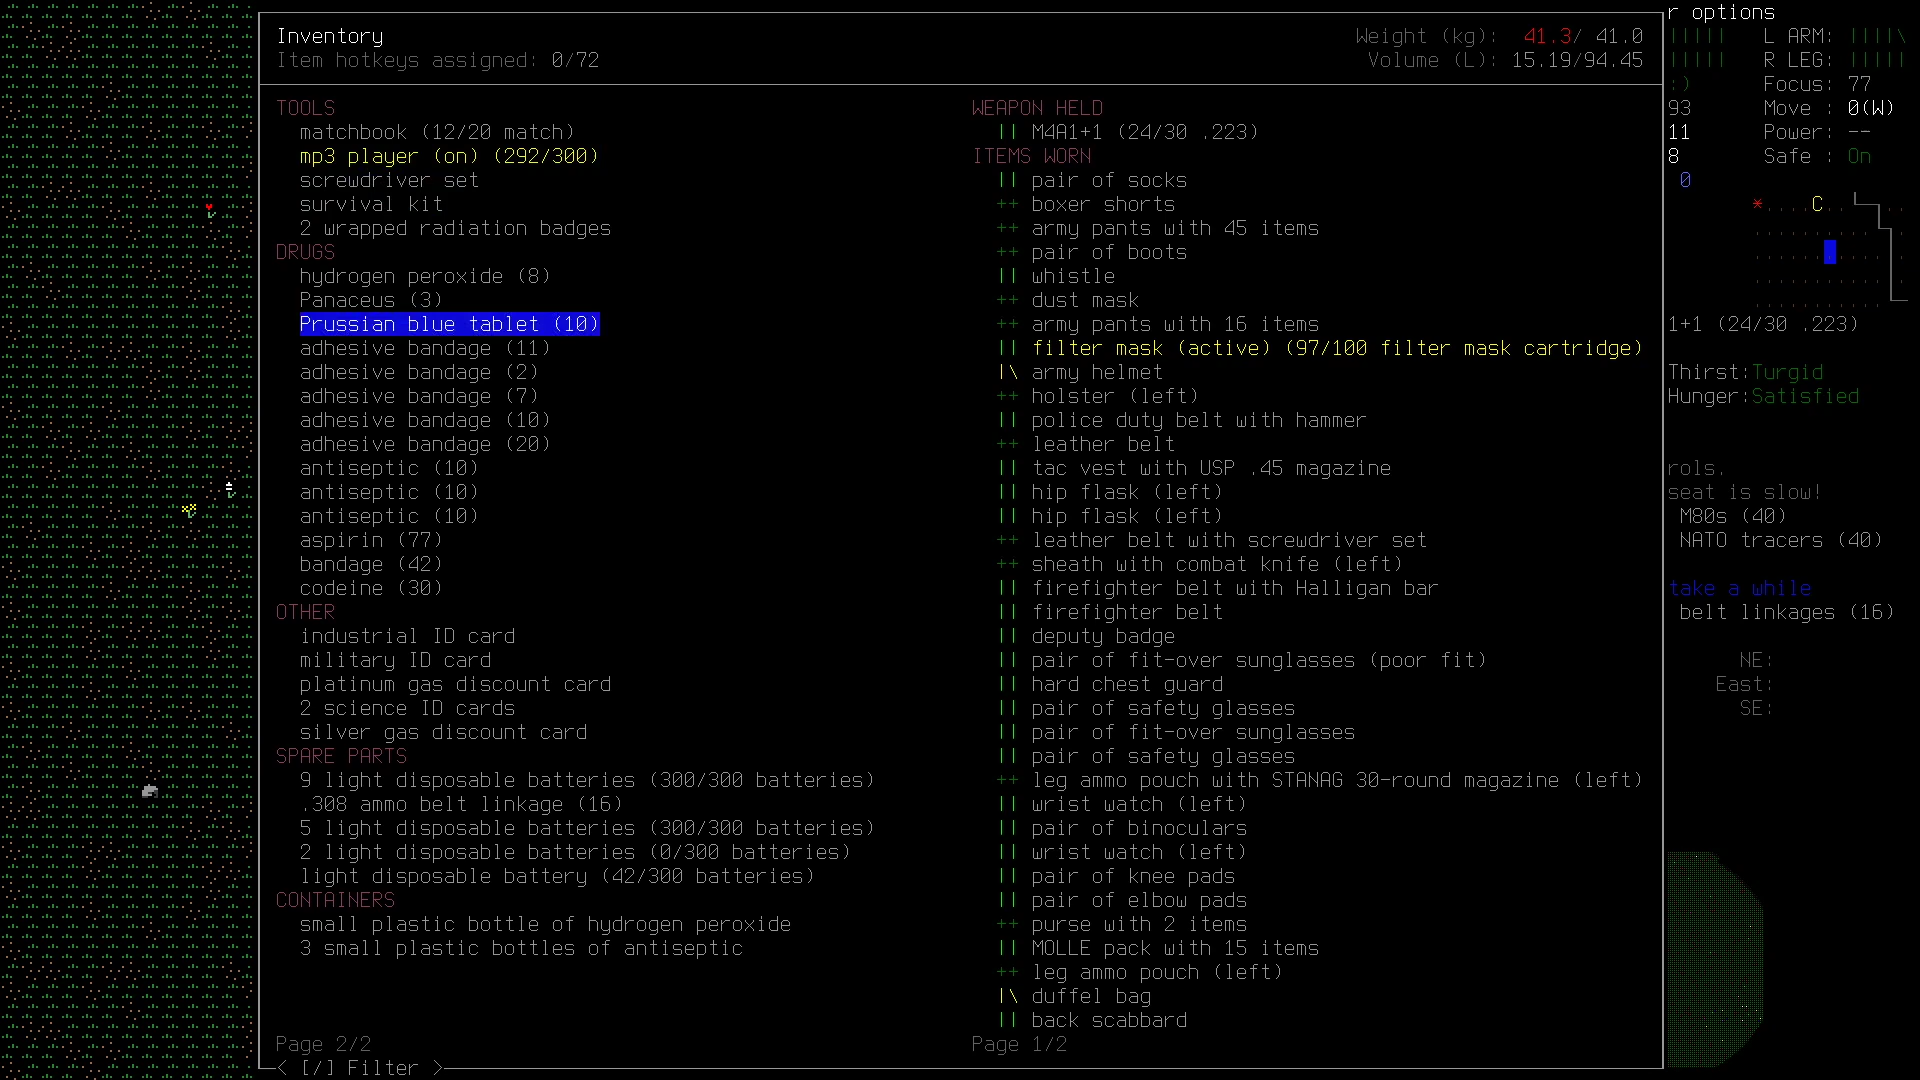 r options
Inventory
Weight (kg): 41.3/ 41.0
Item hotkeys assigned: 0/72
Volume (L): 15.19/94.45
TOOLS
matchbook (12/20 match)
mp3 player (on) (292/300)
screwdriver set
survival kit
2 wrapped radiation badges
DRUGS
hydrogen peroxide (8)
Panaceus (3)
Prussian blue tablet (10)
adhesive bandage (11)
adhesive bandage (2)
adhesive bandage (7)
adhesive bandage (10)
adhesive bandage (20)
antiseptic (10)
antiseptic (10)
antiseptic (10)
aspirin (77)
bandage (42)
codeine (30)
OTHER
industrial ID card
military ID card
platinum gas discount card
2 science ID cards
silver gas discount card
SPARE PARTS
9 light disposable batteries (300/300 batteries)
.308 ammo belt linkage (16)
5 light disposable batteries (300/300 batteries)
2 light disposable batteries (0/300 batteries)
light disposable battery (42/300 batteries)
CONTAINERS
small plastic bottle of hydrogen peroxide
3 small plastic bottles of antiseptic
Page 2/2
< [/] Filter >
WEAPON HELD
|| M4A1+1 (24/30 .223)
ITEMS WORN
|| pair of socks
++ boxer shorts
++ army pants with 45 items
++ pair of boots
|| whistle
++ dust mask
++ army pants with 16 items
|| filter mask (active) (97/100 filter mask cartridge)
|\ army helmet
++ holster (left)
|| police duty belt with hammer
++ leather belt
|| tac vest with USP .45 magazine
|| hip flask (left)
|| hip flask (left)
++ leather belt with screwdriver set
++ sheath with combat knife (left)
|| firefighter belt with Halligan bar
|| firefighter belt
|| deputy badge
|| pair of fit-over sunglasses (poor fit)
|| hard chest guard
|| pair of safety glasses
|| pair of fit-over sunglasses
|| pair of safety glasses
++ leg ammo pouch with STANAG 30-round magazine (left)
|| wrist watch (left)
|| pair of binoculars
|| wrist watch (left)
|| pair of knee pads
|| pair of elbow pads
++ purse with 2 items
|| MOLLE pack with 15 items
++ leg ammo pouch (left)
|\ duffel bag
|| back scabbard
Page 1/2
||||| L ARM: ||||\
||||| R LEG: |||||
:) Focus: 77
93 Move : 0(W)
11 Power: --
8 Safe : On
0
* C
1+1 (24/30 .223)
Thirst:Turgid
Hunger:Satisfied
rols.
seat is slow!
M80s (40)
NATO tracers (40)
take a while
belt linkages (16)
NE:
East:
SE: